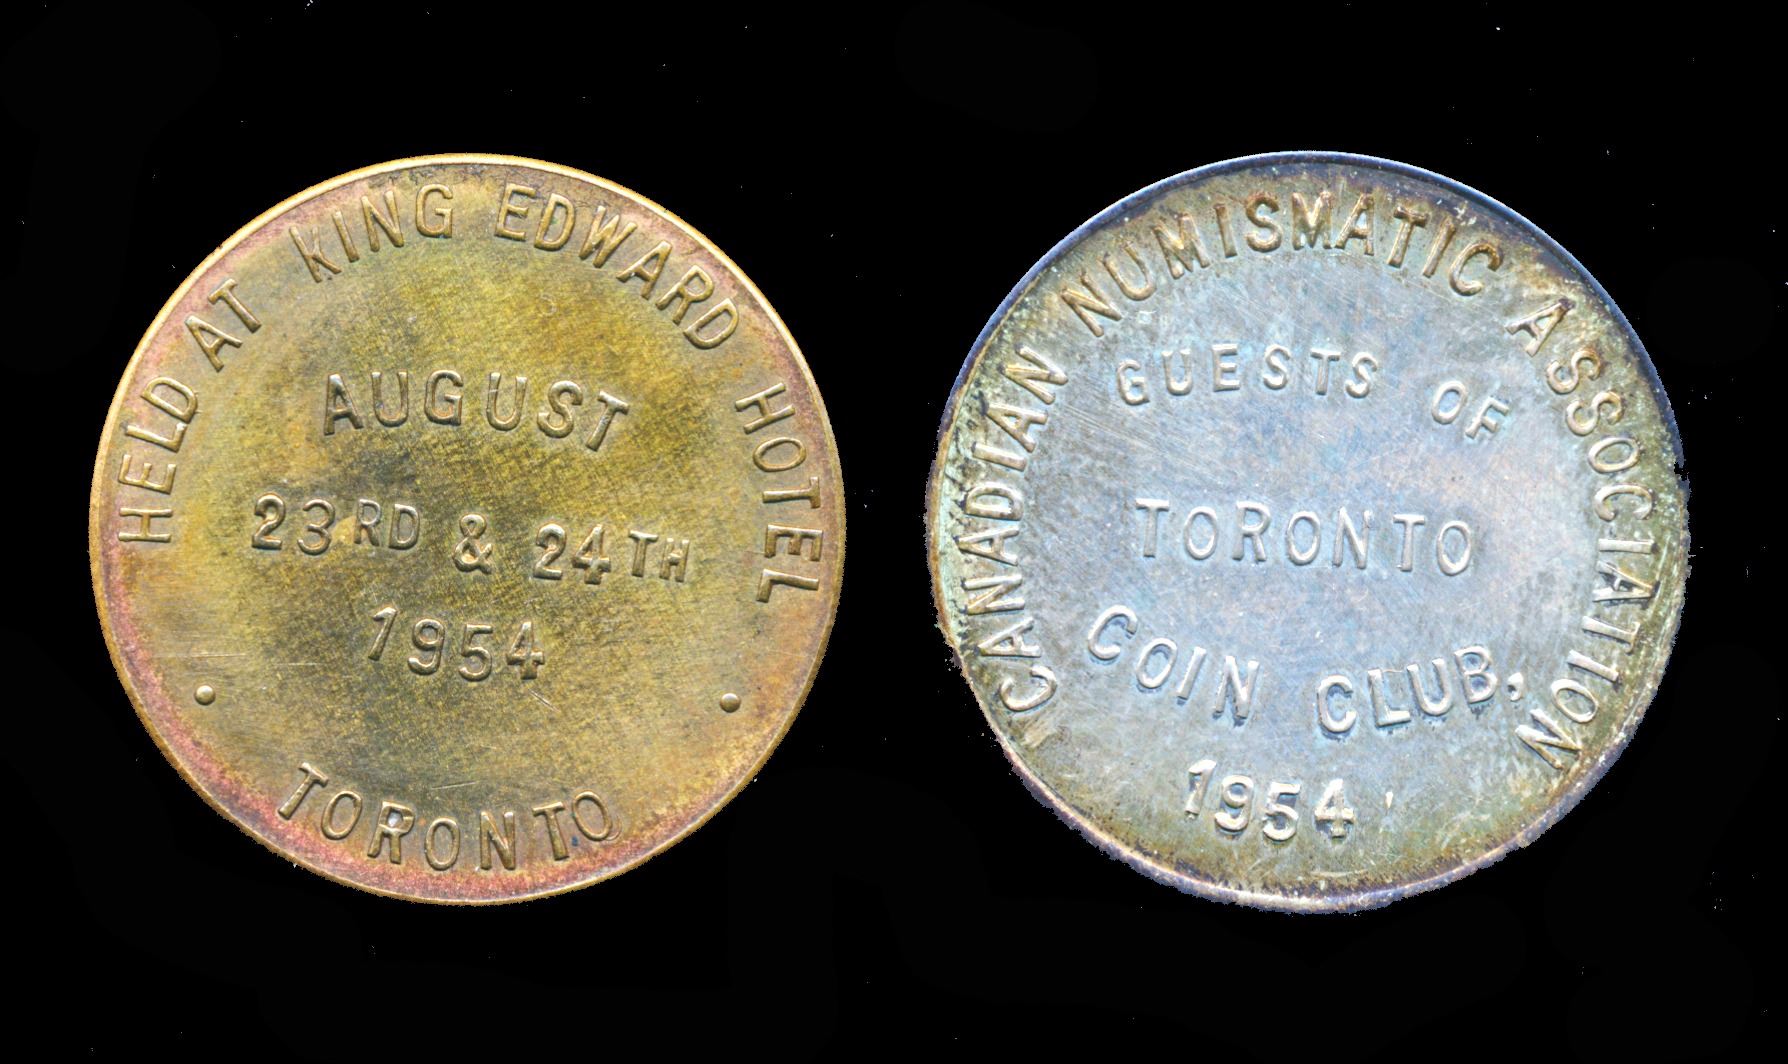 HELD AT KING EDWARD HOTEL
AUGUST
23RD & 24TH
1954
TORONTO
CANADIAN NUMISMATIC ASSOCIATION
GUESTS OF
TORONTO
COIN CLUB,
1954